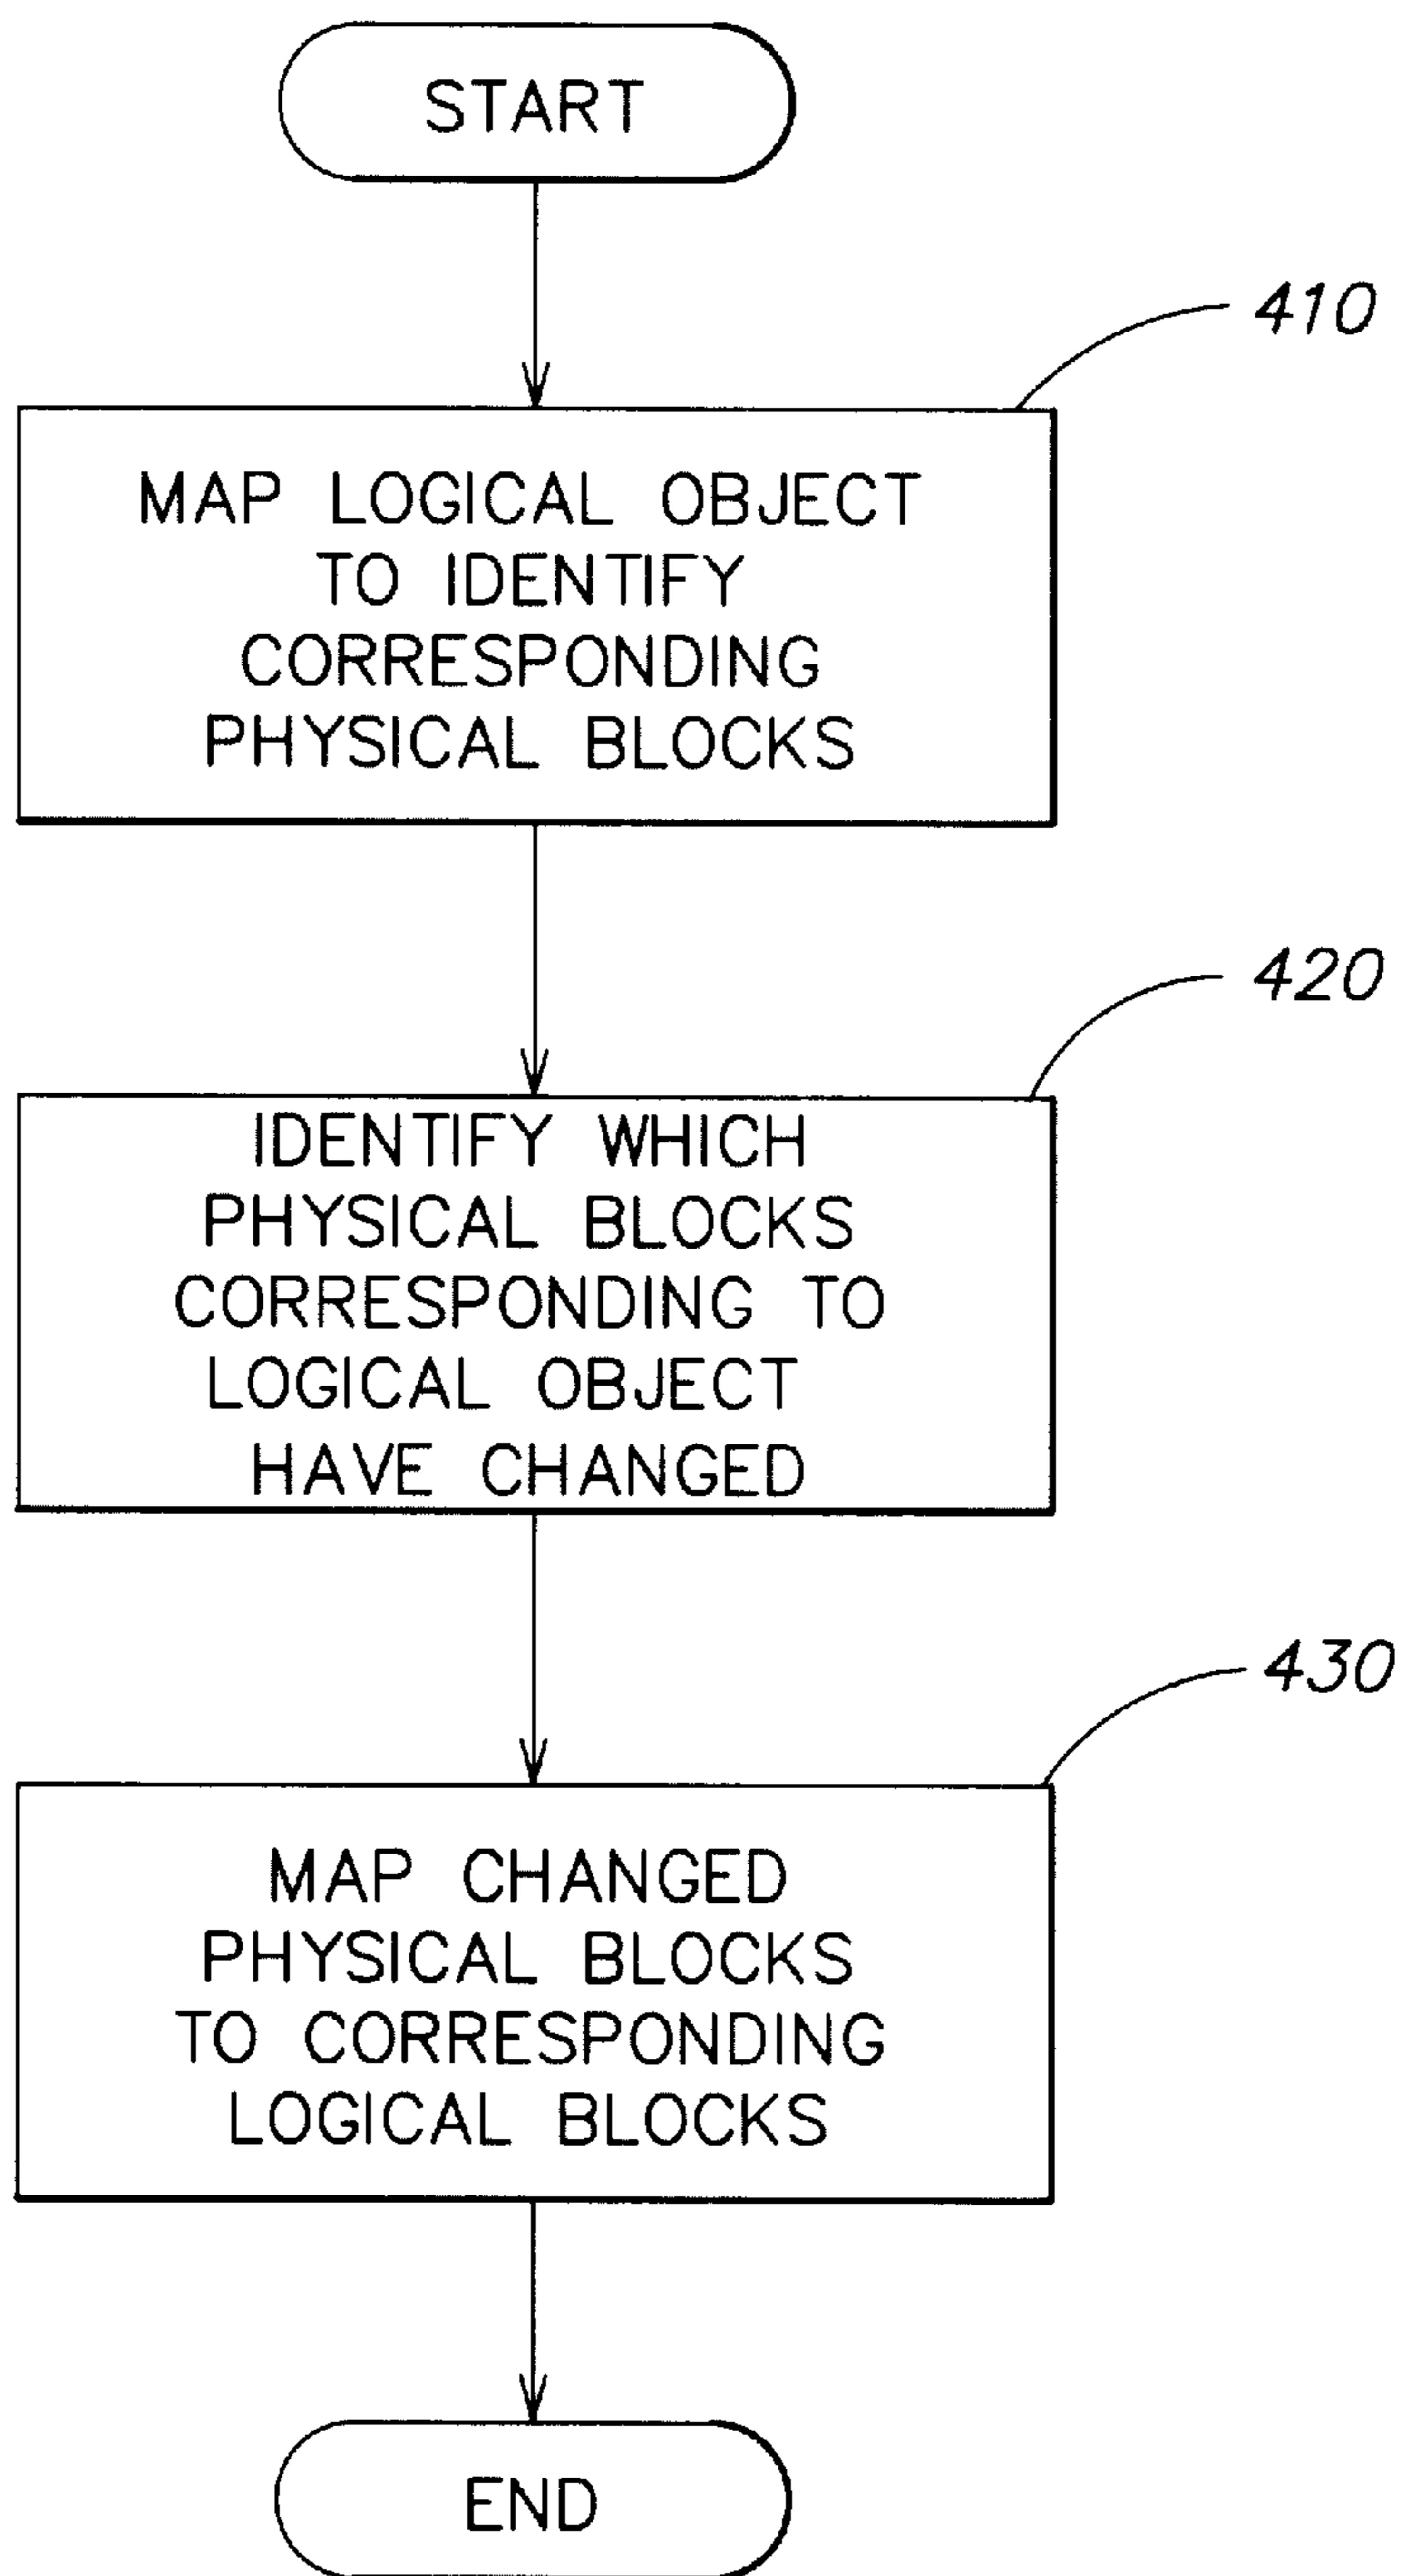 START
410
MAP LOGICAL OBJECT
TO IDENTIFY
CORRESPONDING
PHYSICAL BLOCKS
420
IDENTIFY WHICH
PHYSICAL BLOCKS
CORRESPONDING TO
LOGICAL OBJECT
HAVE CHANGED
430
MAP CHANGED
PHYSICAL BLOCKS
TO CORRESPONDING
LOGICAL BLOCKS
END